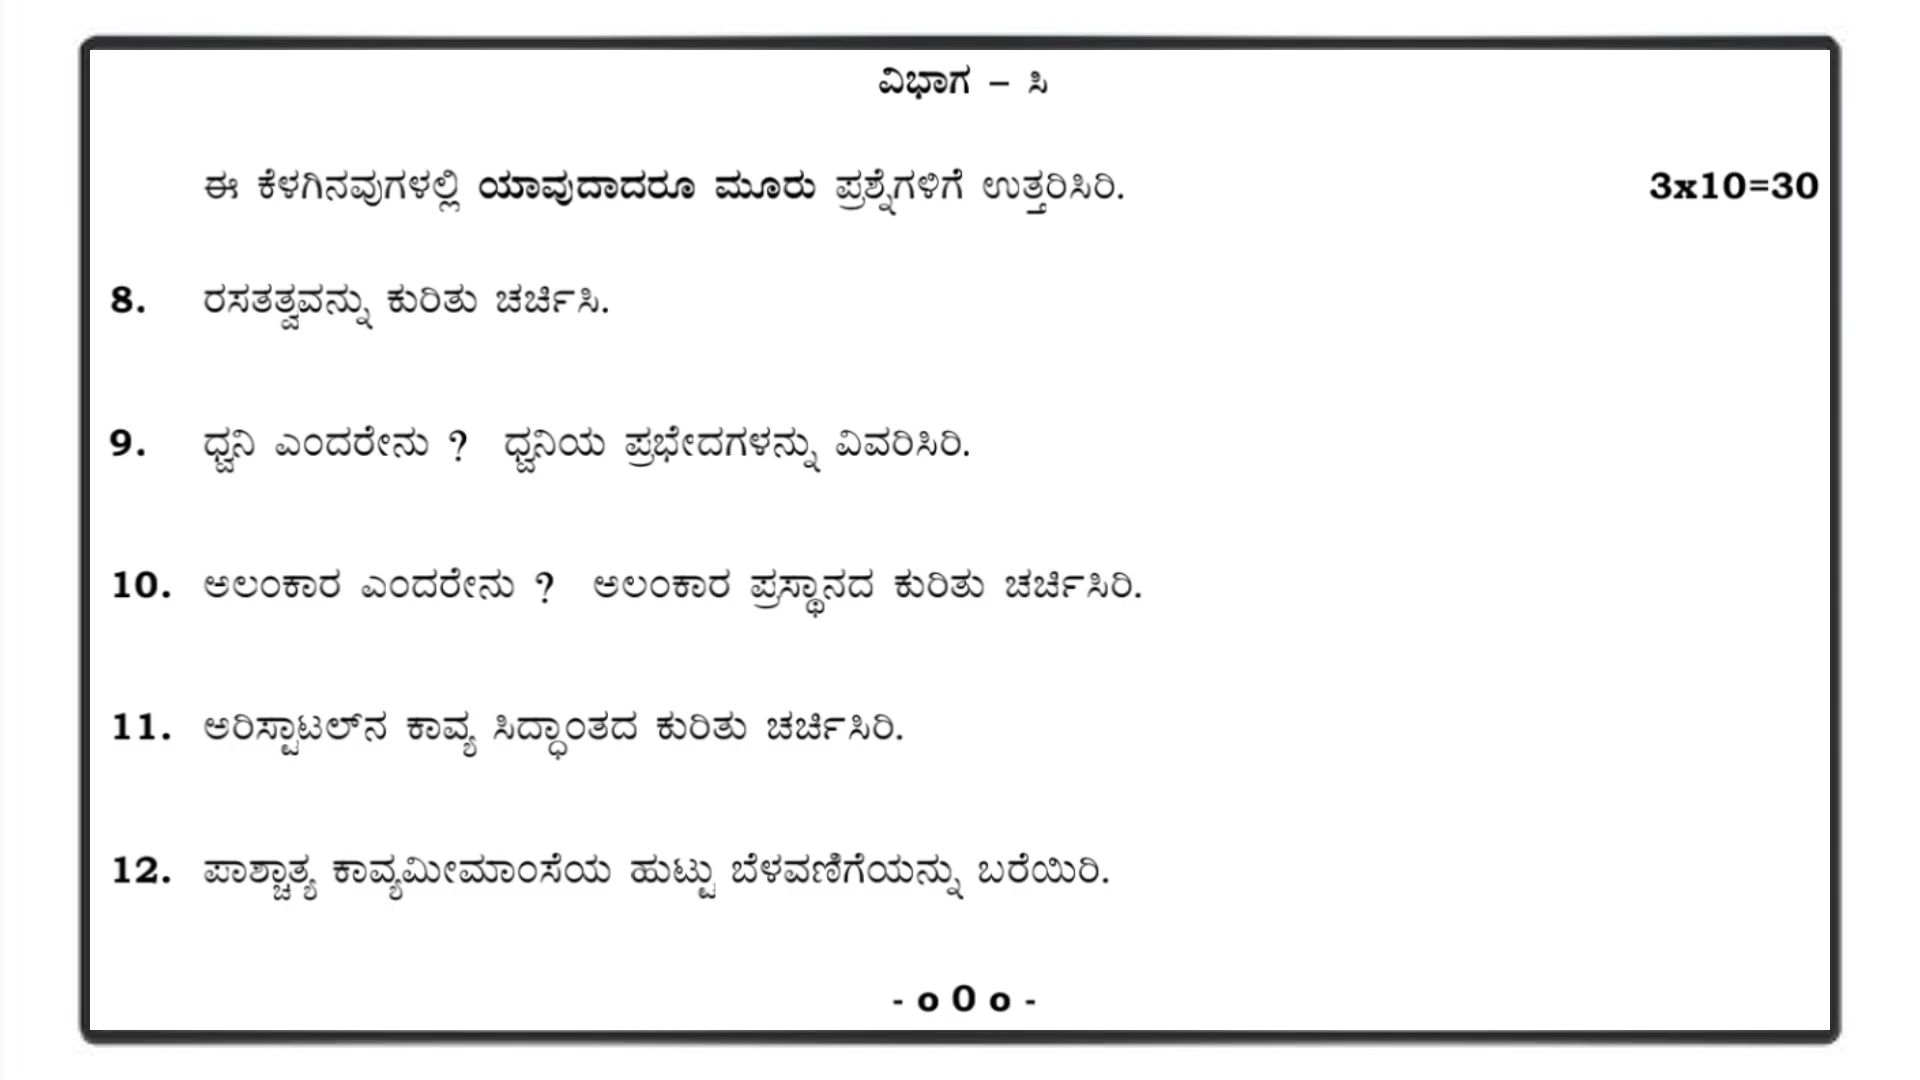 ವಿಭಾಗ – ಸಿ
ಈ ಕೆಳಗಿನವುಗಳಲ್ಲಿ ಯಾವುದಾದರೂ ಮೂರು ಪ್ರಶ್ನೆಗಳಿಗೆ ಉತ್ತರಿಸಿರಿ. 3x10=30
8. ರಸತತ್ವವನ್ನು ಕುರಿತು ಚರ್ಚಿಸಿ.
9. ಧ್ವನಿ ಎಂದರೇನು ? ಧ್ವನಿಯ ಪ್ರಭೇದಗಳನ್ನು ವಿವರಿಸಿರಿ.
10. ಅಲಂಕಾರ ಎಂದರೇನು ? ಅಲಂಕಾರ ಪ್ರಸ್ಥಾನದ ಕುರಿತು ಚರ್ಚಿಸಿರಿ.
11. ಅರಿಸ್ಟಾಟಲ್‌ನ ಕಾವ್ಯ ಸಿದ್ಧಾಂತದ ಕುರಿತು ಚರ್ಚಿಸಿರಿ.
12. ಪಾಶ್ಚಾತ್ಯ ಕಾವ್ಯಮೀಮಾಂಸೆಯ ಹುಟ್ಟು ಬೆಳವಣಿಗೆಯನ್ನು ಬರೆಯಿರಿ.
- o 0 o -